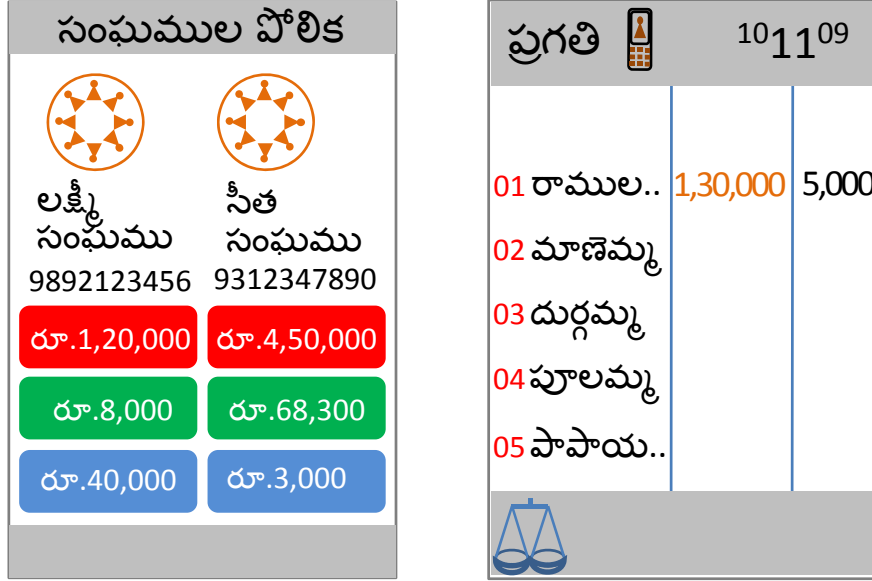 సంఘముల పోలిక
లక్ష్మీ
సంఘము
9892123456
రూ.1,20,000
రూ.8,000
రూ.40,000
సీత
సంఘము
9312347890
రూ.4,50,000
రూ.68,300
రూ.3,000
ప్రగతి 10 11 09
01 రాముల.. 1,30,000 5,000
02 మాణెమ్మ
03 దుర్గమ్మ
04 పూలమ్మ
05 పాపాయ..